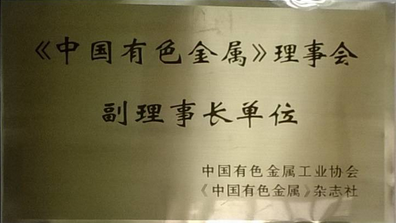 《中国有色金属》理事会
副理事长单位
中国有色金属工业协会
《中国有色金属》杂志社